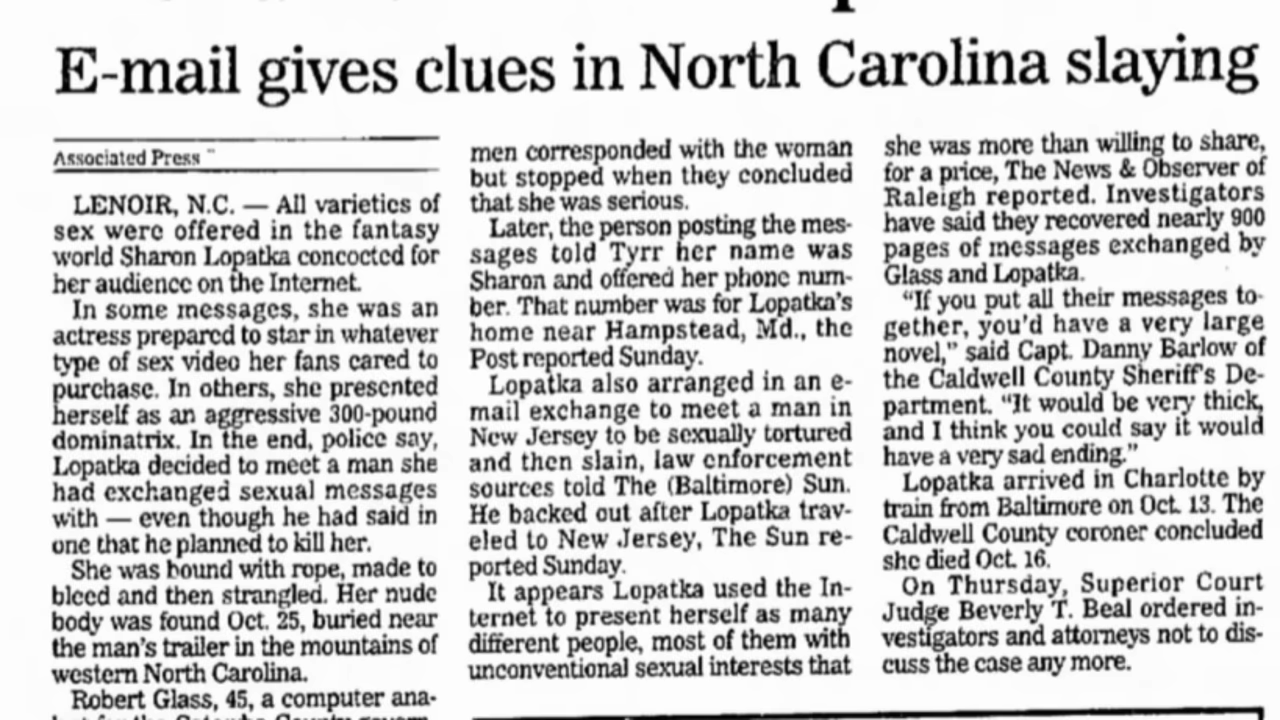 E-mail gives clues in North Carolina slaying
Associated Press
LENOIR, N.C. — All varieties of
sex were offered in the fantasy
world Sharon Lopatka concocted for
her audience on the Internet.
In some messages, she was an
actress prepared to star in whatever
type of sex video her fans cared to
purchase. In others, she presented
herself as an aggressive 300-pound
dominatrix. In the end, police say,
Lopatka decided to meet a man she
had exchanged sexual messages
with — even though he had said in
one that he planned to kill her.
She was bound with rope, made to
bleed and then strangled. Her nude
body was found Oct. 25, buried near
the man's trailer in the mountains of
western North Carolina.
Robert Glass, 45, a computer ana-
men corresponded with the woman
but stopped when they concluded
that she was serious.
Later, the person posting the mes-
sages told Tyrr her name was
Sharon and offered her phone num-
ber. That number was for Lopatka's
home near Hampstead, Md., the
Post reported Sunday.
Lopatka also arranged in an e-
mail exchange to meet a man in
New Jersey to be sexually tortured
and then slain, law enforcement
sources told The (Baltimore) Sun.
He backed out after Lopatka trav-
eled to New Jersey, The Sun re-
ported Sunday.
It appears Lopatka used the In-
ternet to present herself as many
different people, most of them with
unconventional sexual interests that
she was more than willing to share,
for a price, The News & Observer of
Raleigh reported. Investigators
have said they recovered nearly 900
pages of messages exchanged by
Glass and Lopatka.
"If you put all their messages to-
gether, you'd have a very large
novel," said Capt. Danny Barlow of
the Caldwell County Sheriff's De-
partment. "It would be very thick,
and I think you could say it would
have a very sad ending."
Lopatka arrived in Charlotte by
train from Baltimore on Oct. 13. The
Caldwell County coroner concluded
she died Oct. 16.
On Thursday, Superior Court
Judge Beverly T. Beal ordered in-
vestigators and attorneys not to dis-
cuss the case any more.